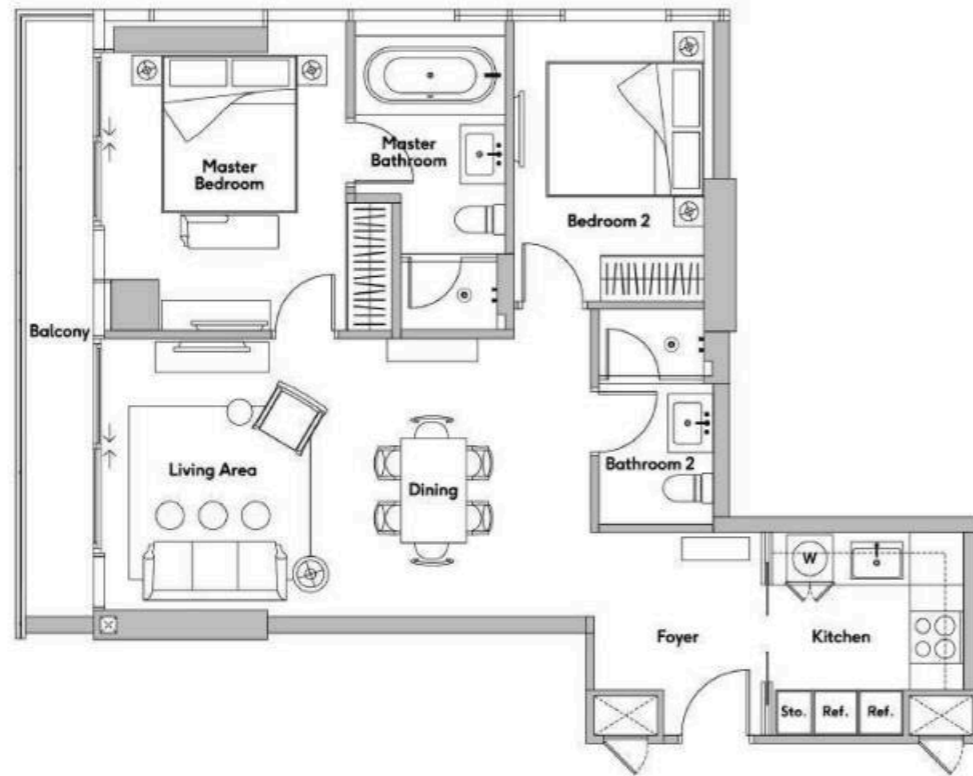 Master
Bedroom
Master
Bathroom
Bedroom 2
Balcony
Living Area
Dining
Bathroom 2
W
Foyer
Kitchen
Sto.
Ref.
Ref.